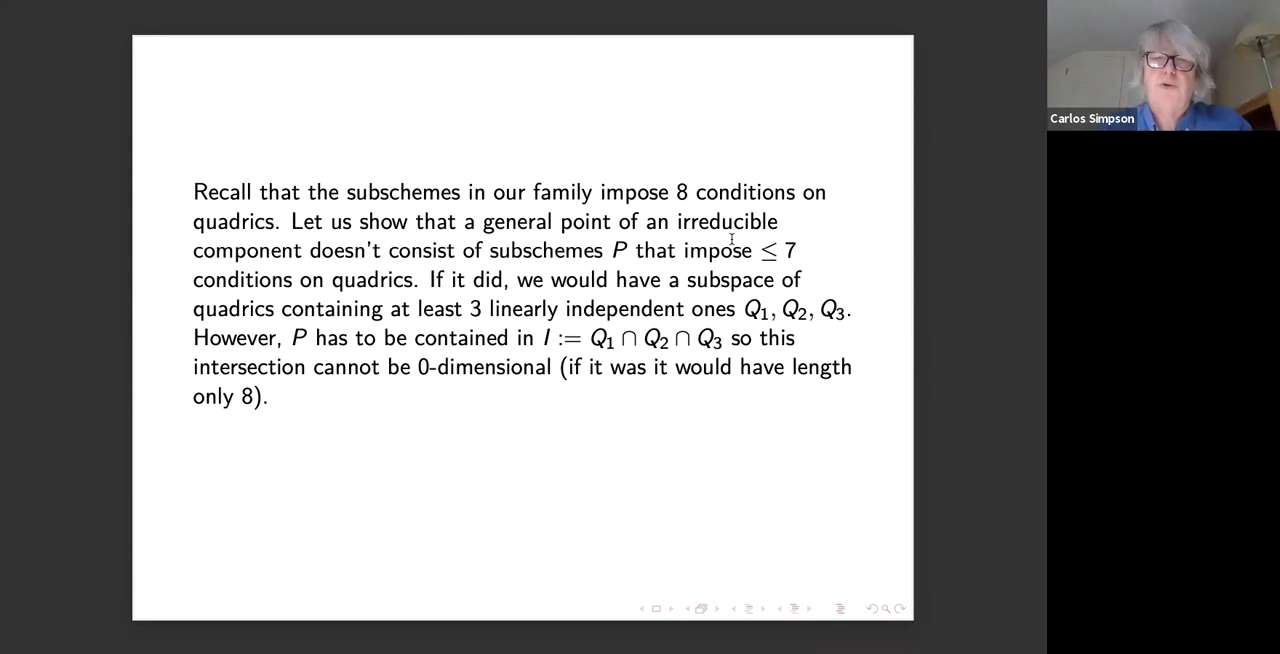 Recall that the subschemes in our family impose 8 conditions on
quadrics. Let us show that a general point of an irreducible
component doesn't consist of subschemes P that impose ≤ 7
conditions on quadrics. If it did, we would have a subspace of
quadrics containing at least 3 linearly independent ones Q₁, Q₂, Q₃.
However, P has to be contained in I := Q₁ ∩ Q₂ ∩ Q₃ so this
intersection cannot be 0-dimensional (if it was it would have length
only 8).
Carlos Simpson